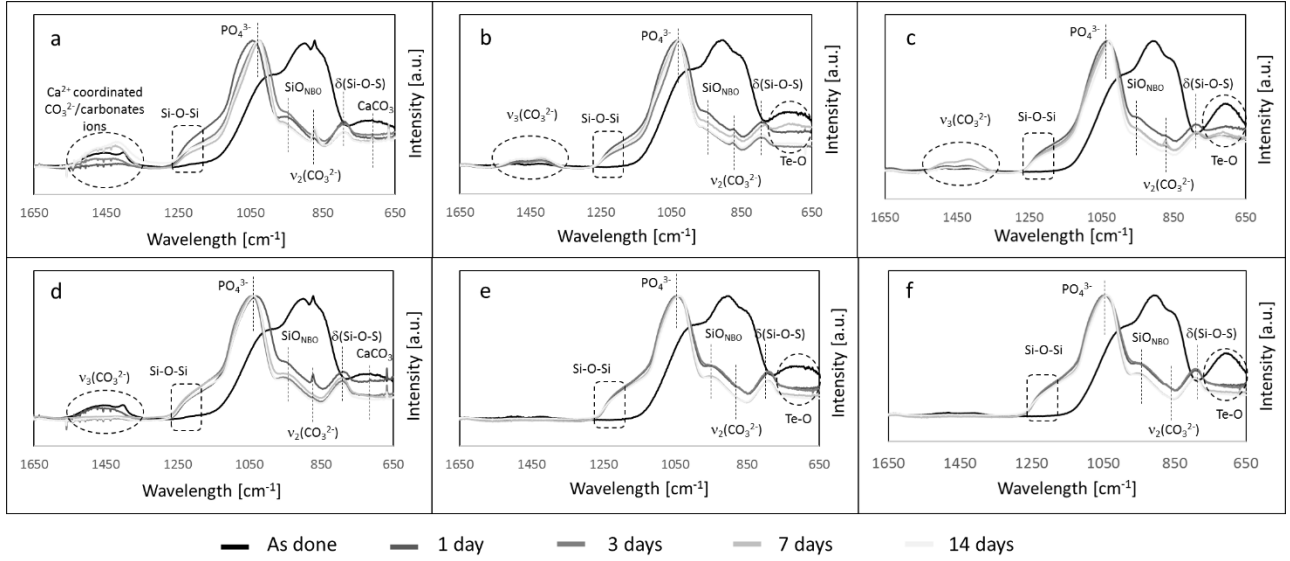 a
PO₄³⁻
SiO_NBO
δ(Si-O-S)
CaCO₃
Ca²⁺ coordinated
CO₃²⁻/carbonates
ions
Si-O-Si
ν₂(CO₃²⁻)
1650 1450 1250 1050 850 650
Wavelength [cm⁻¹]
Intensity [a.u.]
b
PO₄³⁻
SiO_NBO
δ(Si-O-S)
ν₃(CO₃²⁻)
Si-O-Si
Te-O
ν₂(CO₃²⁻)
1650 1450 1250 1050 850 650
Wavelength [cm⁻¹]
Intensity [a.u.]
c
PO₄³⁻
SiO_NBO
δ(Si-O-S)
ν₃(CO₃²⁻)
Si-O-Si
Te-O
ν₂(CO₃²⁻)
1650 1450 1250 1050 850 650
Wavelength [cm⁻¹]
Intensity [a.u.]
d
PO₄³⁻
SiO_NBO
δ(Si-O-S)
CaCO₃
ν₃(CO₃²⁻)
Si-O-Si
ν₂(CO₃²⁻)
1650 1450 1250 1050 850 650
Wavelength [cm⁻¹]
Intensity [a.u.]
e
PO₄³⁻
SiO_NBO
δ(Si-O-S)
Si-O-Si
Te-O
ν₂(CO₃²⁻)
1650 1450 1250 1050 850 650
Wavelength [cm⁻¹]
Intensity [a.u.]
f
PO₄³⁻
SiO_NBO
δ(Si-O-S)
Si-O-Si
Te-O
ν₂(CO₃²⁻)
1650 1450 1250 1050 850 650
Wavelength [cm⁻¹]
Intensity [a.u.]
As done 1 day 3 days 7 days 14 days